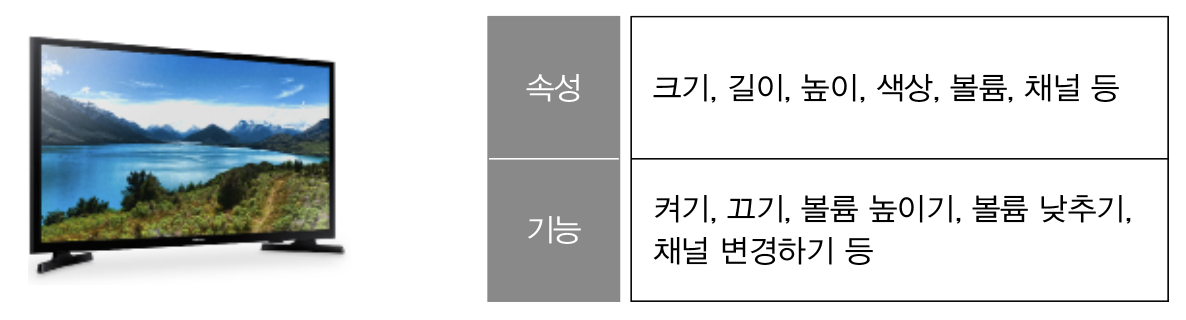 속성
크기, 길이, 높이, 색상, 볼륨, 채널 등
기능
켜기, 끄기, 볼륨 높이기, 볼륨 낮추기,
채널 변경하기 등